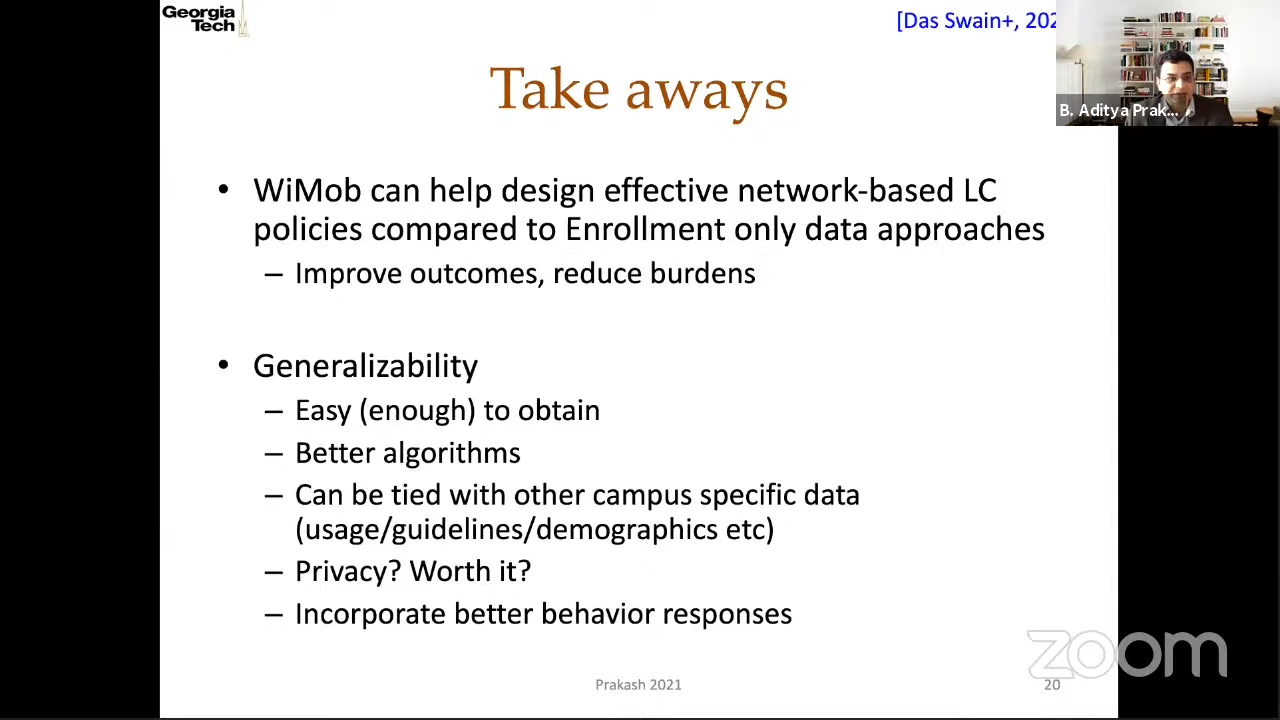 Georgia
Tech
[Das Swain+, 202
Take aways
B. Aditya Prak...
• WiMob can help design effective network-based LC
policies compared to Enrollment only data approaches
– Improve outcomes, reduce burdens
• Generalizability
– Easy (enough) to obtain
– Better algorithms
– Can be tied with other campus specific data
(usage/guidelines/demographics etc)
– Privacy? Worth it?
– Incorporate better behavior responses
zoom
Prakash 2021
20